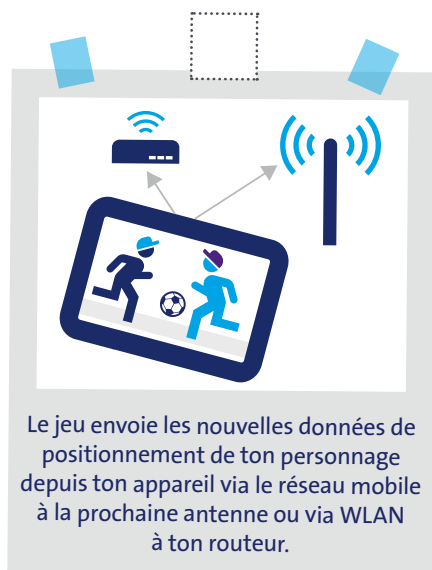 Le jeu envoie les nouvelles données de
positionnement de ton personnage
depuis ton appareil via le réseau mobile
à la prochaine antenne ou via WLAN
à ton routeur.